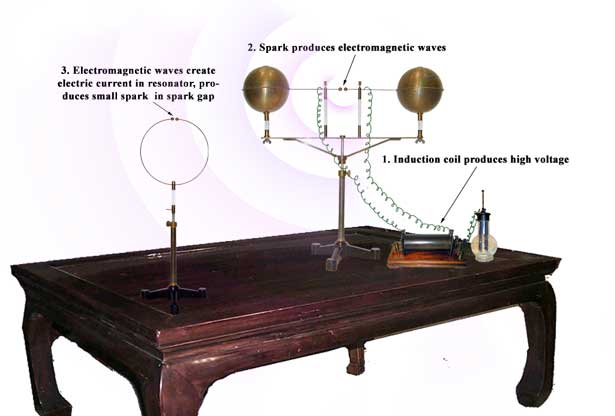 2. Spark produces electromagnetic waves
3. Electromagnetic waves create
electric current in resonator, pro-
duces small spark in spark gap
1. Induction coil produces high voltage